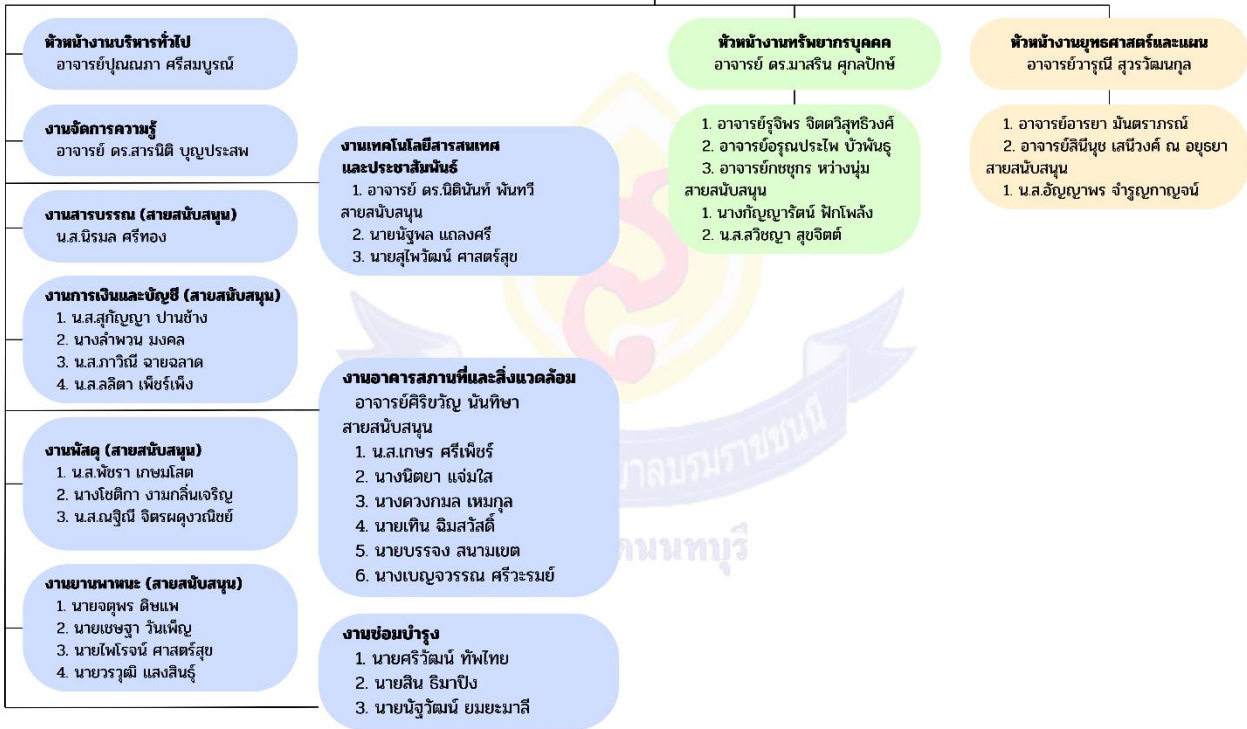 หัวหน้างานบริหารทั่วไป
อาจารย์ปุณณภา ศรีสมบูรณ์
งานจัดการความรู้
อาจารย์ ดร.สารนิติ บุญประสพ
งานสารบรรณ (สายสนับสนุน)
น.ส.นิรมล ศรีทอง
งานการเงินและบัญชี (สายสนับสนุน)
1. น.ส.สุกัญญา ปานช้าง
2. นางลำพวน มงคล
3. น.ส.ภาวิณี ฉายฉลาด
4. น.ส.ลลิตา เพ็ชร์เพ็ง
งานพัสดุ (สายสนับสนุน)
1. น.ส.พัชรา เกษมโสต
2. นางโชติกา งามกลิ่นเจริญ
3. น.ส.ณฐิณี จิตรผดุงวณิชย์
งานยานพาหนะ (สายสนับสนุน)
1. นายจตุพร ดิษแพ
2. นายเชษฐา วันเพ็ญ
3. นายไพโรจน์ ศาสตร์สุข
4. นายวรวุฒิ แสงสินธุ์
งานเทคโนโลยีสารสนเทศ
และประชาสัมพันธ์
1. อาจารย์ ดร.นิตินันท์ พันทวี
สายสนับสนุน
2. นายนัฐพล แถลงศรี
3. นายสุไพวัฒน์ ศาสตร์สุข
งานอาคารสถานที่และสิ่งแวดล้อม
อาจารย์ศิริขวัญ นันทิษา
สายสนับสนุน
1. น.ส.เกษร ศรีเพ็ชร์
2. นางนิตยา แจ่มใส
3. นางดวงกมล เหมกุล
4. นายเทิน ฉิมสวัสดิ์
5. นายบรรจง สนามเขต
6. นางเบญจวรรณ ศรีวะรมย์
งานซ่อมบำรุง
1. นายศริวัฒน์ ทัพไทย
2. นายสิน ธิมาปิง
3. นายนัฐวัฒน์ ยมยะมาลี
หัวหน้างานทรัพยากรบุคคค
อาจารย์ ดร.มาสริน ศุกลปักษ์
1. อาจารย์รุจิพร จิตตวิสุทธิวงศ์
2. อาจารย์อรุณประไพ บัวพันธุ
3. อาจารย์กชชุกร หว่างนุ่ม
สายสนับสนุน
1. นางกัญญารัตน์ ฟักโพล้ง
2. น.ส.สวิชญา สุขจิตต์
หัวหน้างานยุทธศาสตร์และแผน
อาจารย์วารุณี สุวรวัฒนกุล
1. อาจารย์อารยา มันตราภรณ์
2. อาจารย์สินีนุช เสนีวงศ์ ณ อยุธยา
สายสนับสนุน
1. น.ส.อัญญาพร จำรูญกาญจน์
าลบรมราชชนนี
นนทบุรี